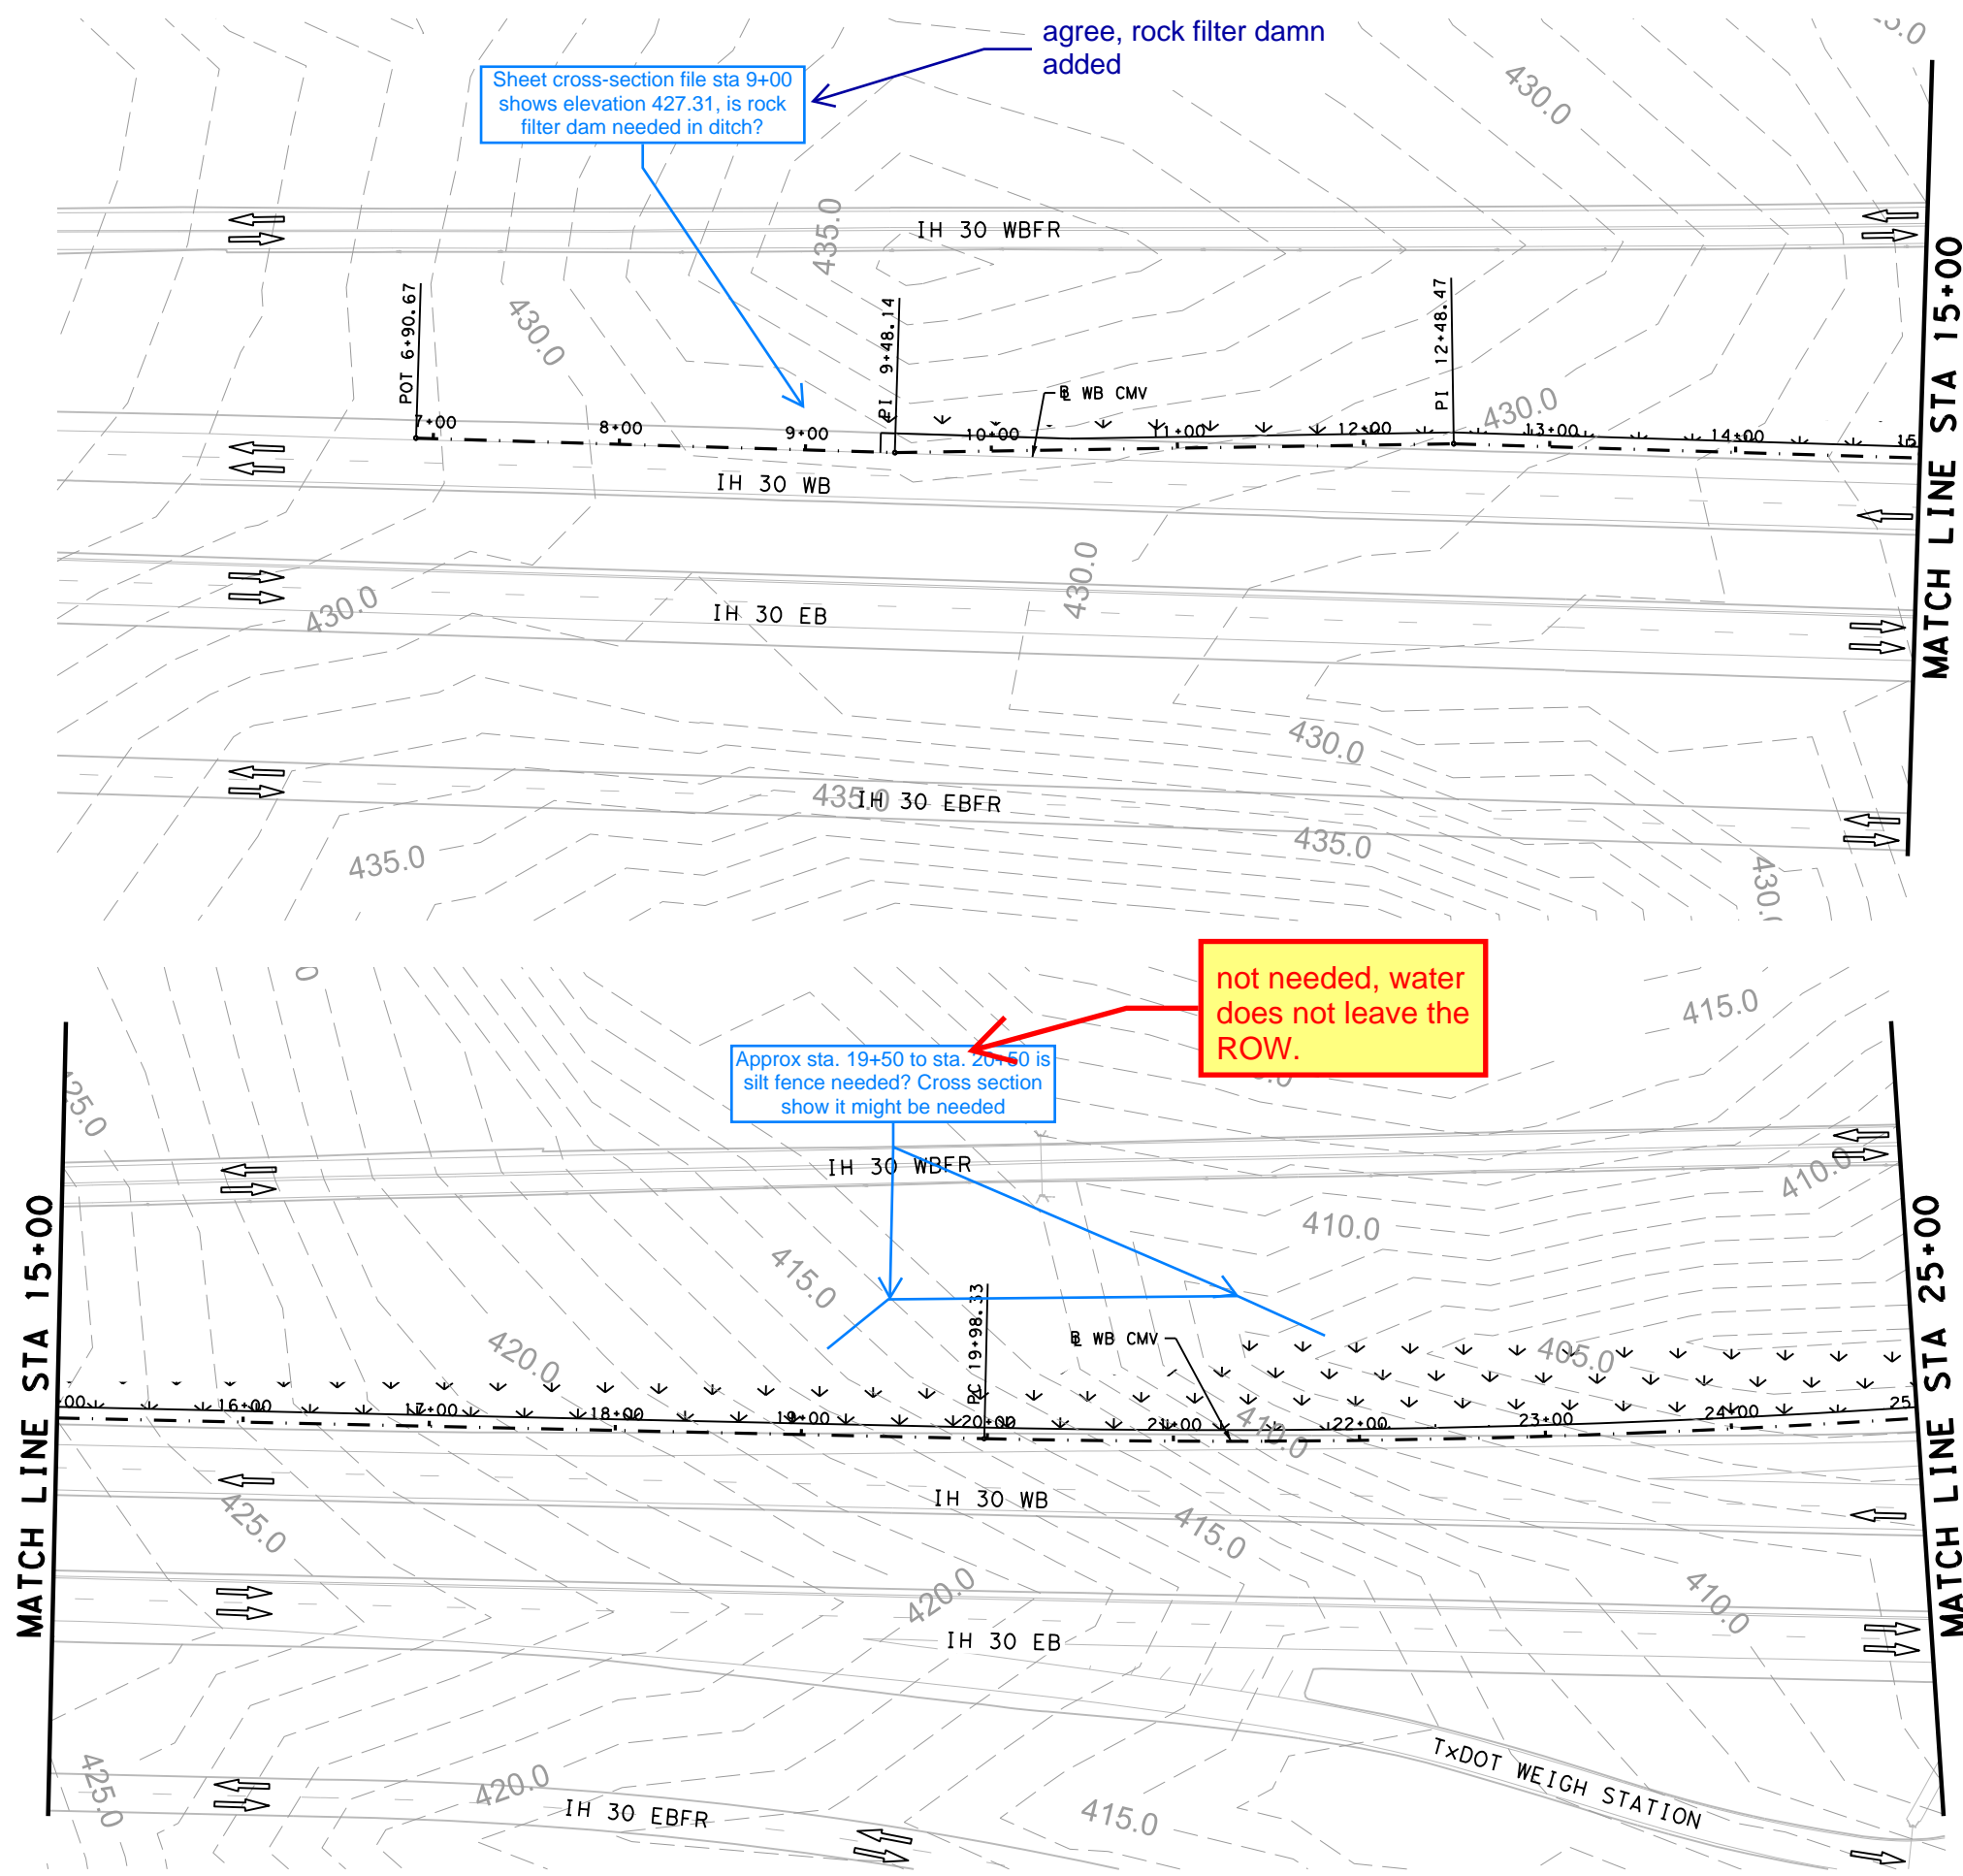 agree, rock filter damn
added
Sheet cross-section file sta 9+00
shows elevation 427.31, is rock
filter dam needed in ditch?
430.0
435.0
IH 30 WBFR
430.0
POT 6+90.67
PI 9+48.14
PI 12+48.47
B WB CMV
430.0
7+00
8+00
9+00
10+00
11+00
12+00
13+00
14+00
15
IH 30 WB
MATCH LINE STA 15+00
430.0
430.0
IH 30 EB
430.0
435.0
IH 30 EBFR
435.0
435.0
430.0
not needed, water
does not leave the
ROW.
415.0
Approx sta. 19+50 to sta. 20+50 is
silt fence needed? Cross section
show it might be needed
425.0
IH 30 WBFR
410.0
410.0
415.0
PC 19+98.33
B WB CMV
420.0
405.0
00
16+00
17+00
18+00
19+00
20+00
21+00
22+00
23+00
24+00
25
410.0
MATCH LINE STA 15+00
MATCH LINE STA 25+00
IH 30 WB
425.0
415.0
420.0
410.0
IH 30 EB
TxDOT WEIGH STATION
425.0
420.0
IH 30 EBFR
415.0